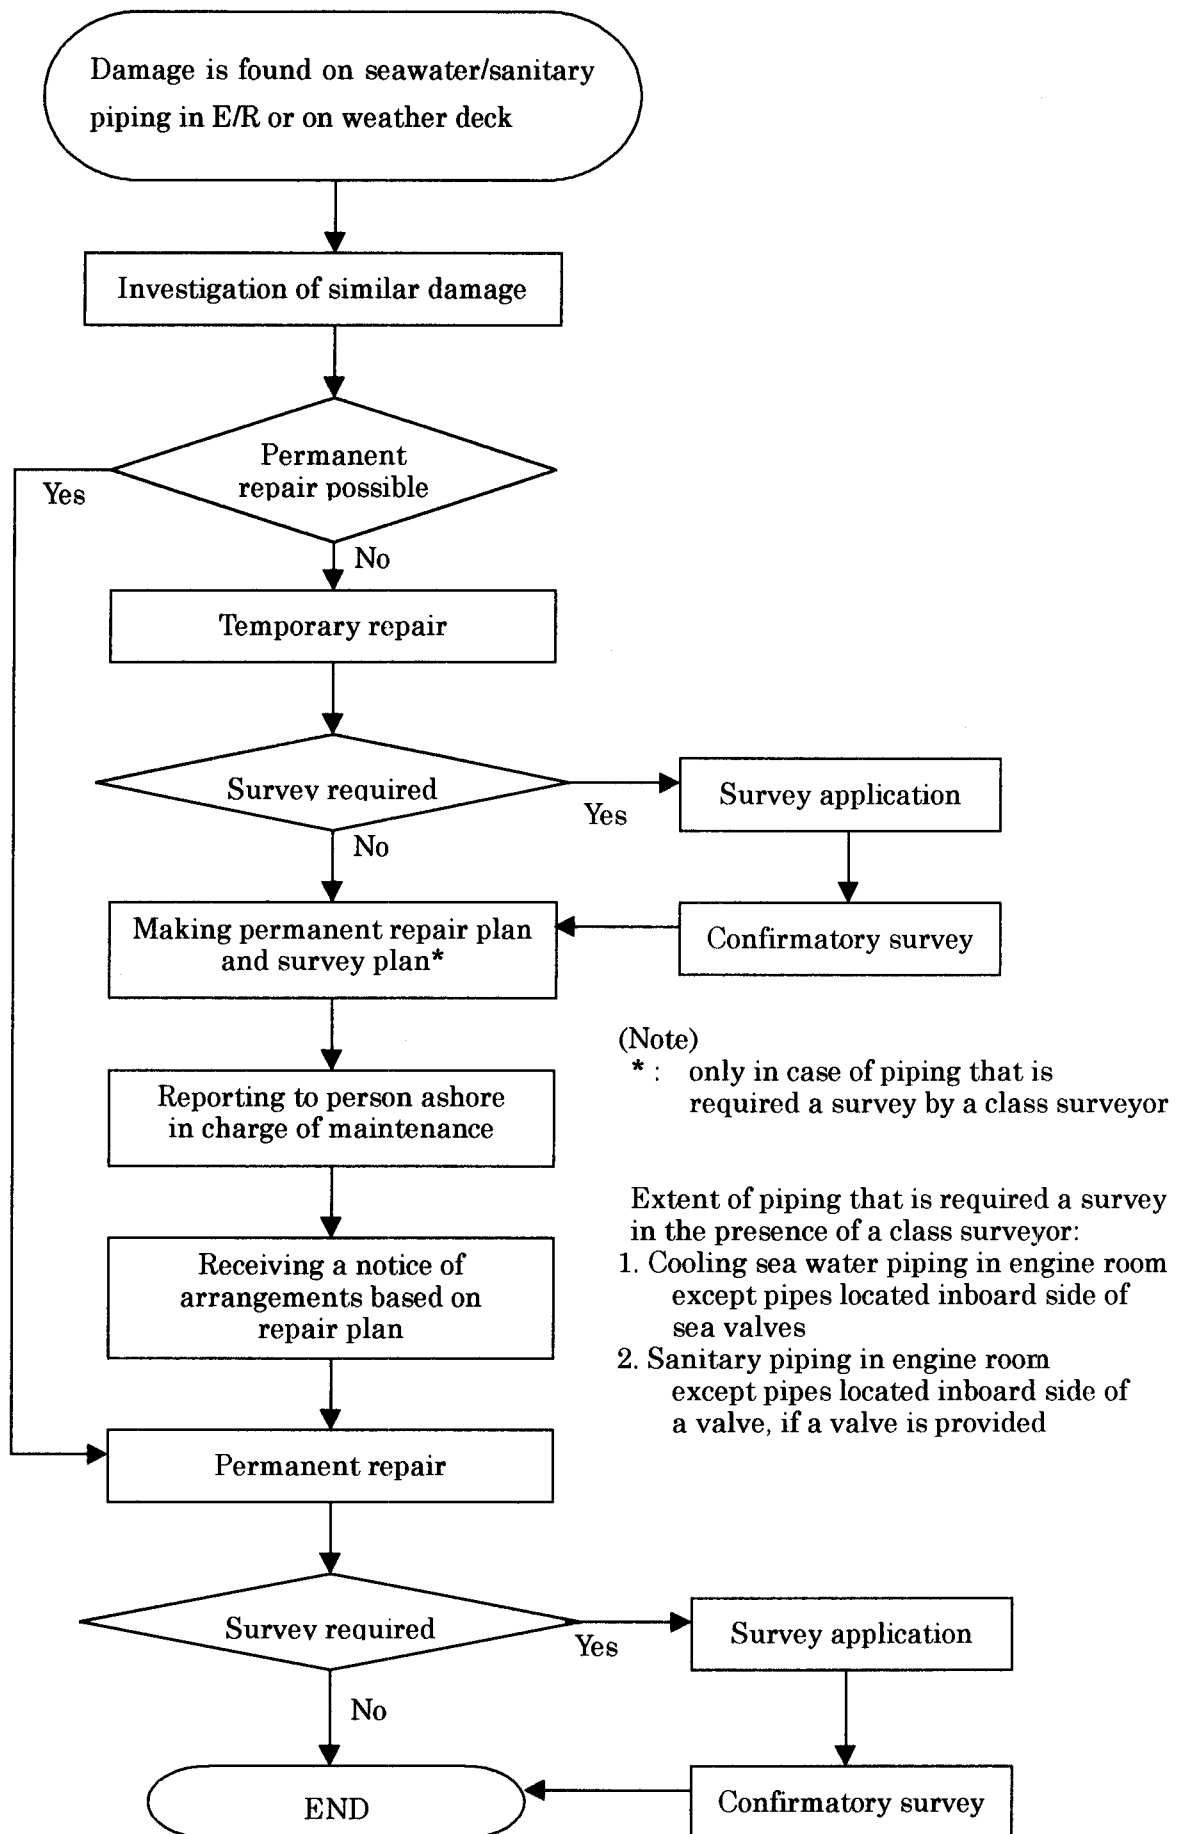 Damage is found on seawater/sanitary
piping in E/R or on weather deck
Investigation of similar damage
Permanent
repair possible
Yes
No
Temporary repair
Survey required
Yes
No
Survey application
Making permanent repair plan
and survey plan*
Confirmatory survey
(Note)
* : only in case of piping that is
required a survey by a class surveyor
Reporting to person ashore
in charge of maintenance
Extent of piping that is required a survey
in the presence of a class surveyor:
1. Cooling sea water piping in engine room
except pipes located inboard side of
sea valves
2. Sanitary piping in engine room
except pipes located inboard side of
a valve, if a valve is provided
Receiving a notice of
arrangements based on
repair plan
Permanent repair
Survey required
Yes
No
Survey application
Confirmatory survey
END